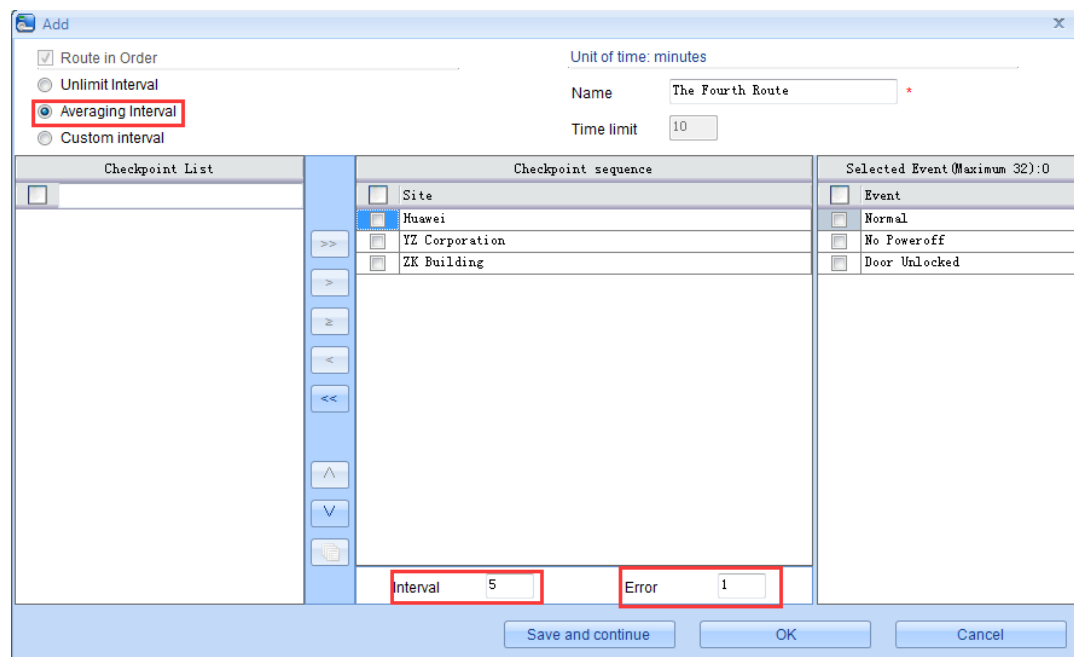 Add
x
Route in Order
Unlimit Interval
Averaging Interval
Custom interval
Unit of time: minutes
Name The Fourth Route *
Time limit 10
Checkpoint List
Checkpoint sequence
Selected Event(Maximum 32):0
Site
Event
Huawei
Normal
YZ Corporation
No Poweroff
ZK Building
Door Unlocked
>>
>
≥
<
<<
∧
∨
Interval 5 Error 1
Save and continue OK Cancel